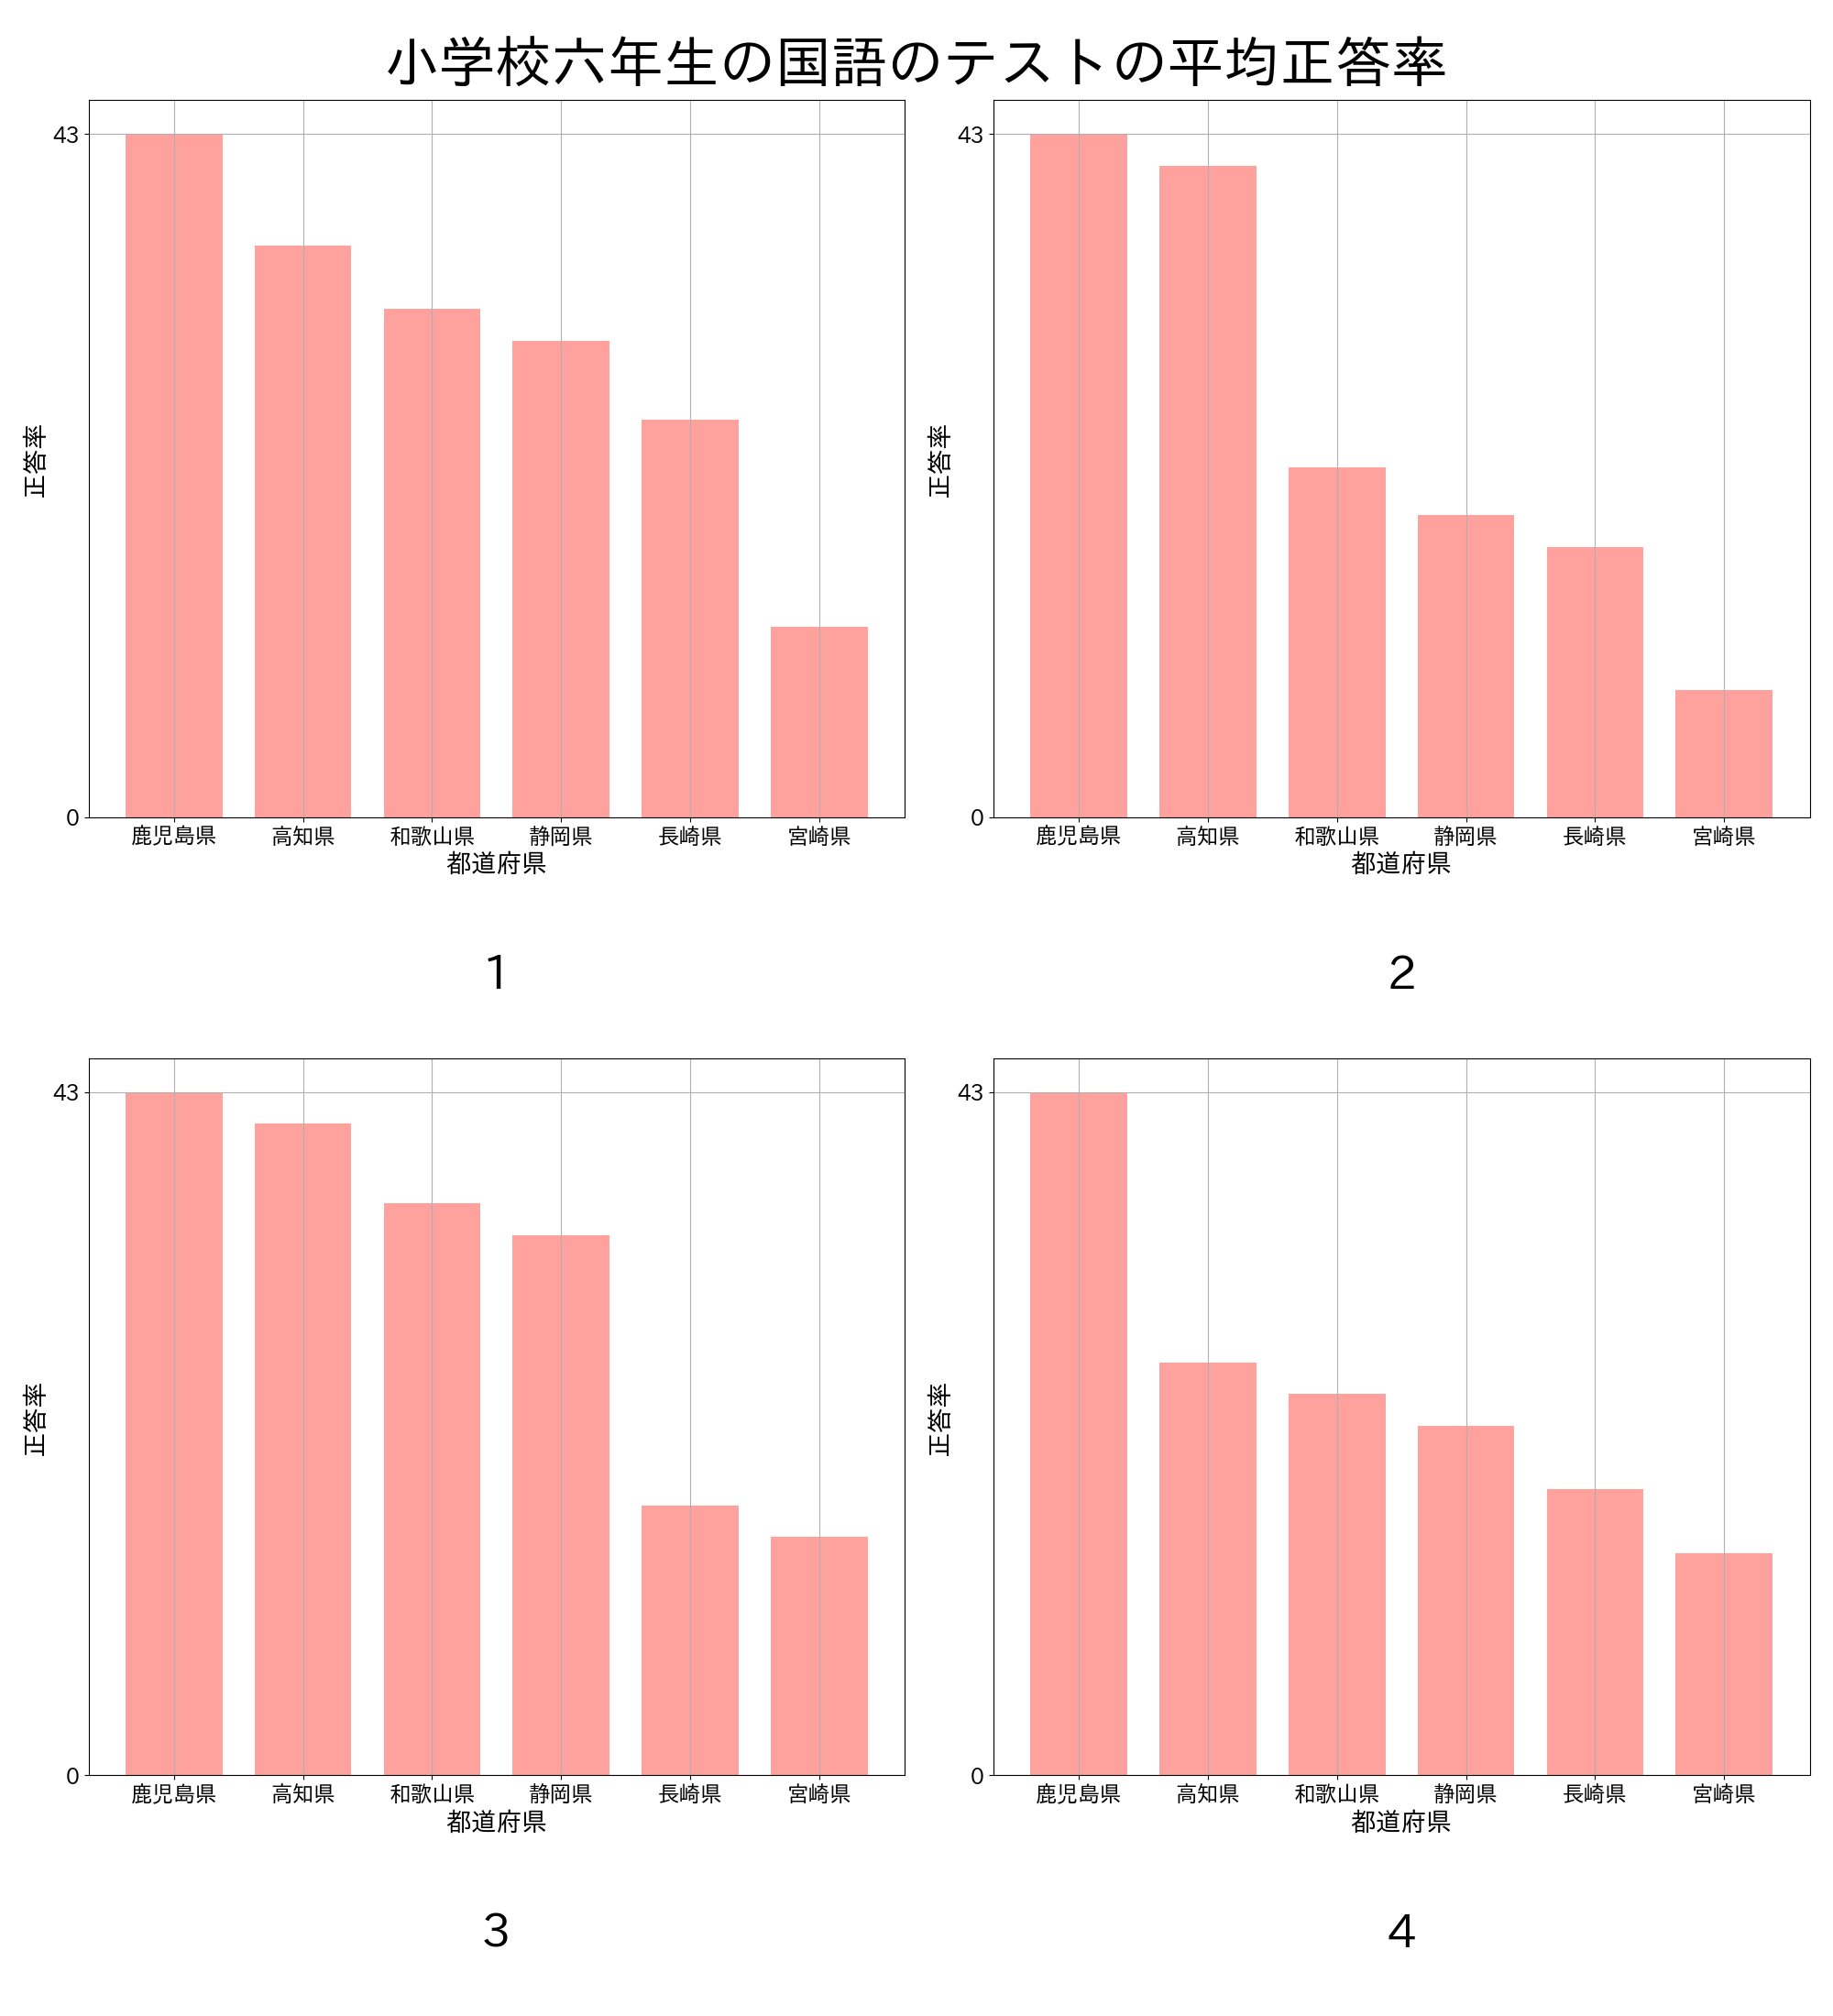 小学校六年生の国語のテストの平均正答率
43
0
正答率
鹿児島県 高知県 和歌山県 静岡県 長崎県 宮崎県
都道府県
1
43
0
正答率
鹿児島県 高知県 和歌山県 静岡県 長崎県 宮崎県
都道府県
2
43
0
正答率
鹿児島県 高知県 和歌山県 静岡県 長崎県 宮崎県
都道府県
3
43
0
正答率
鹿児島県 高知県 和歌山県 静岡県 長崎県 宮崎県
都道府県
4